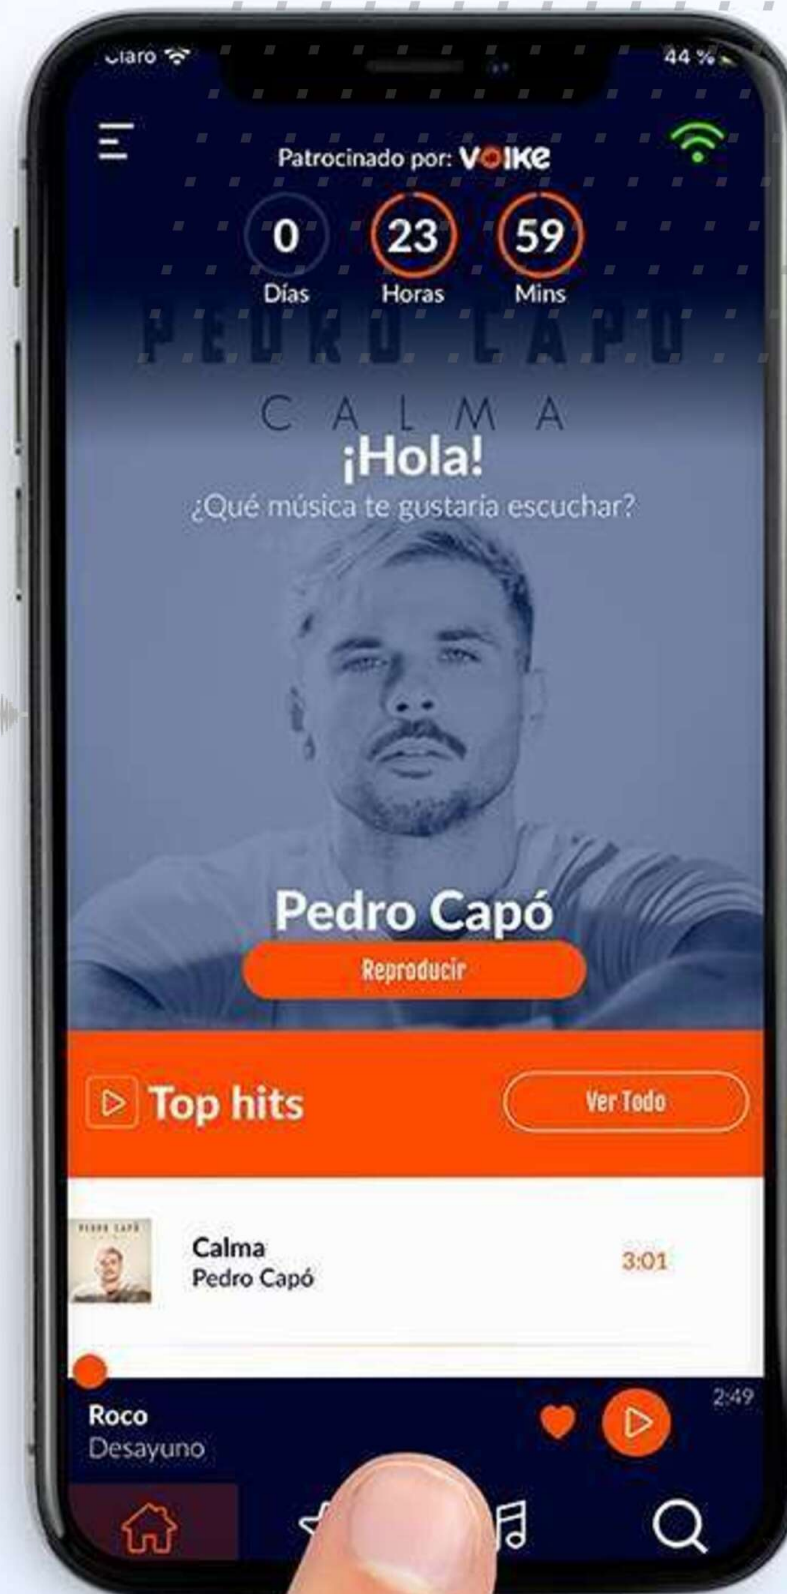 Claro
44 %
Patrocinado por: VOIKE
0 23 59
Días Horas Mins
PEDRO CAPÓ
CALMA
¡Hola!
¿Qué música te gustaría escuchar?
Pedro Capó
Reproducir
Top hits
Ver Todo
PEDRO CAPÓ
Calma
Pedro Capó
3:01
2:49
Roco
Desayuno